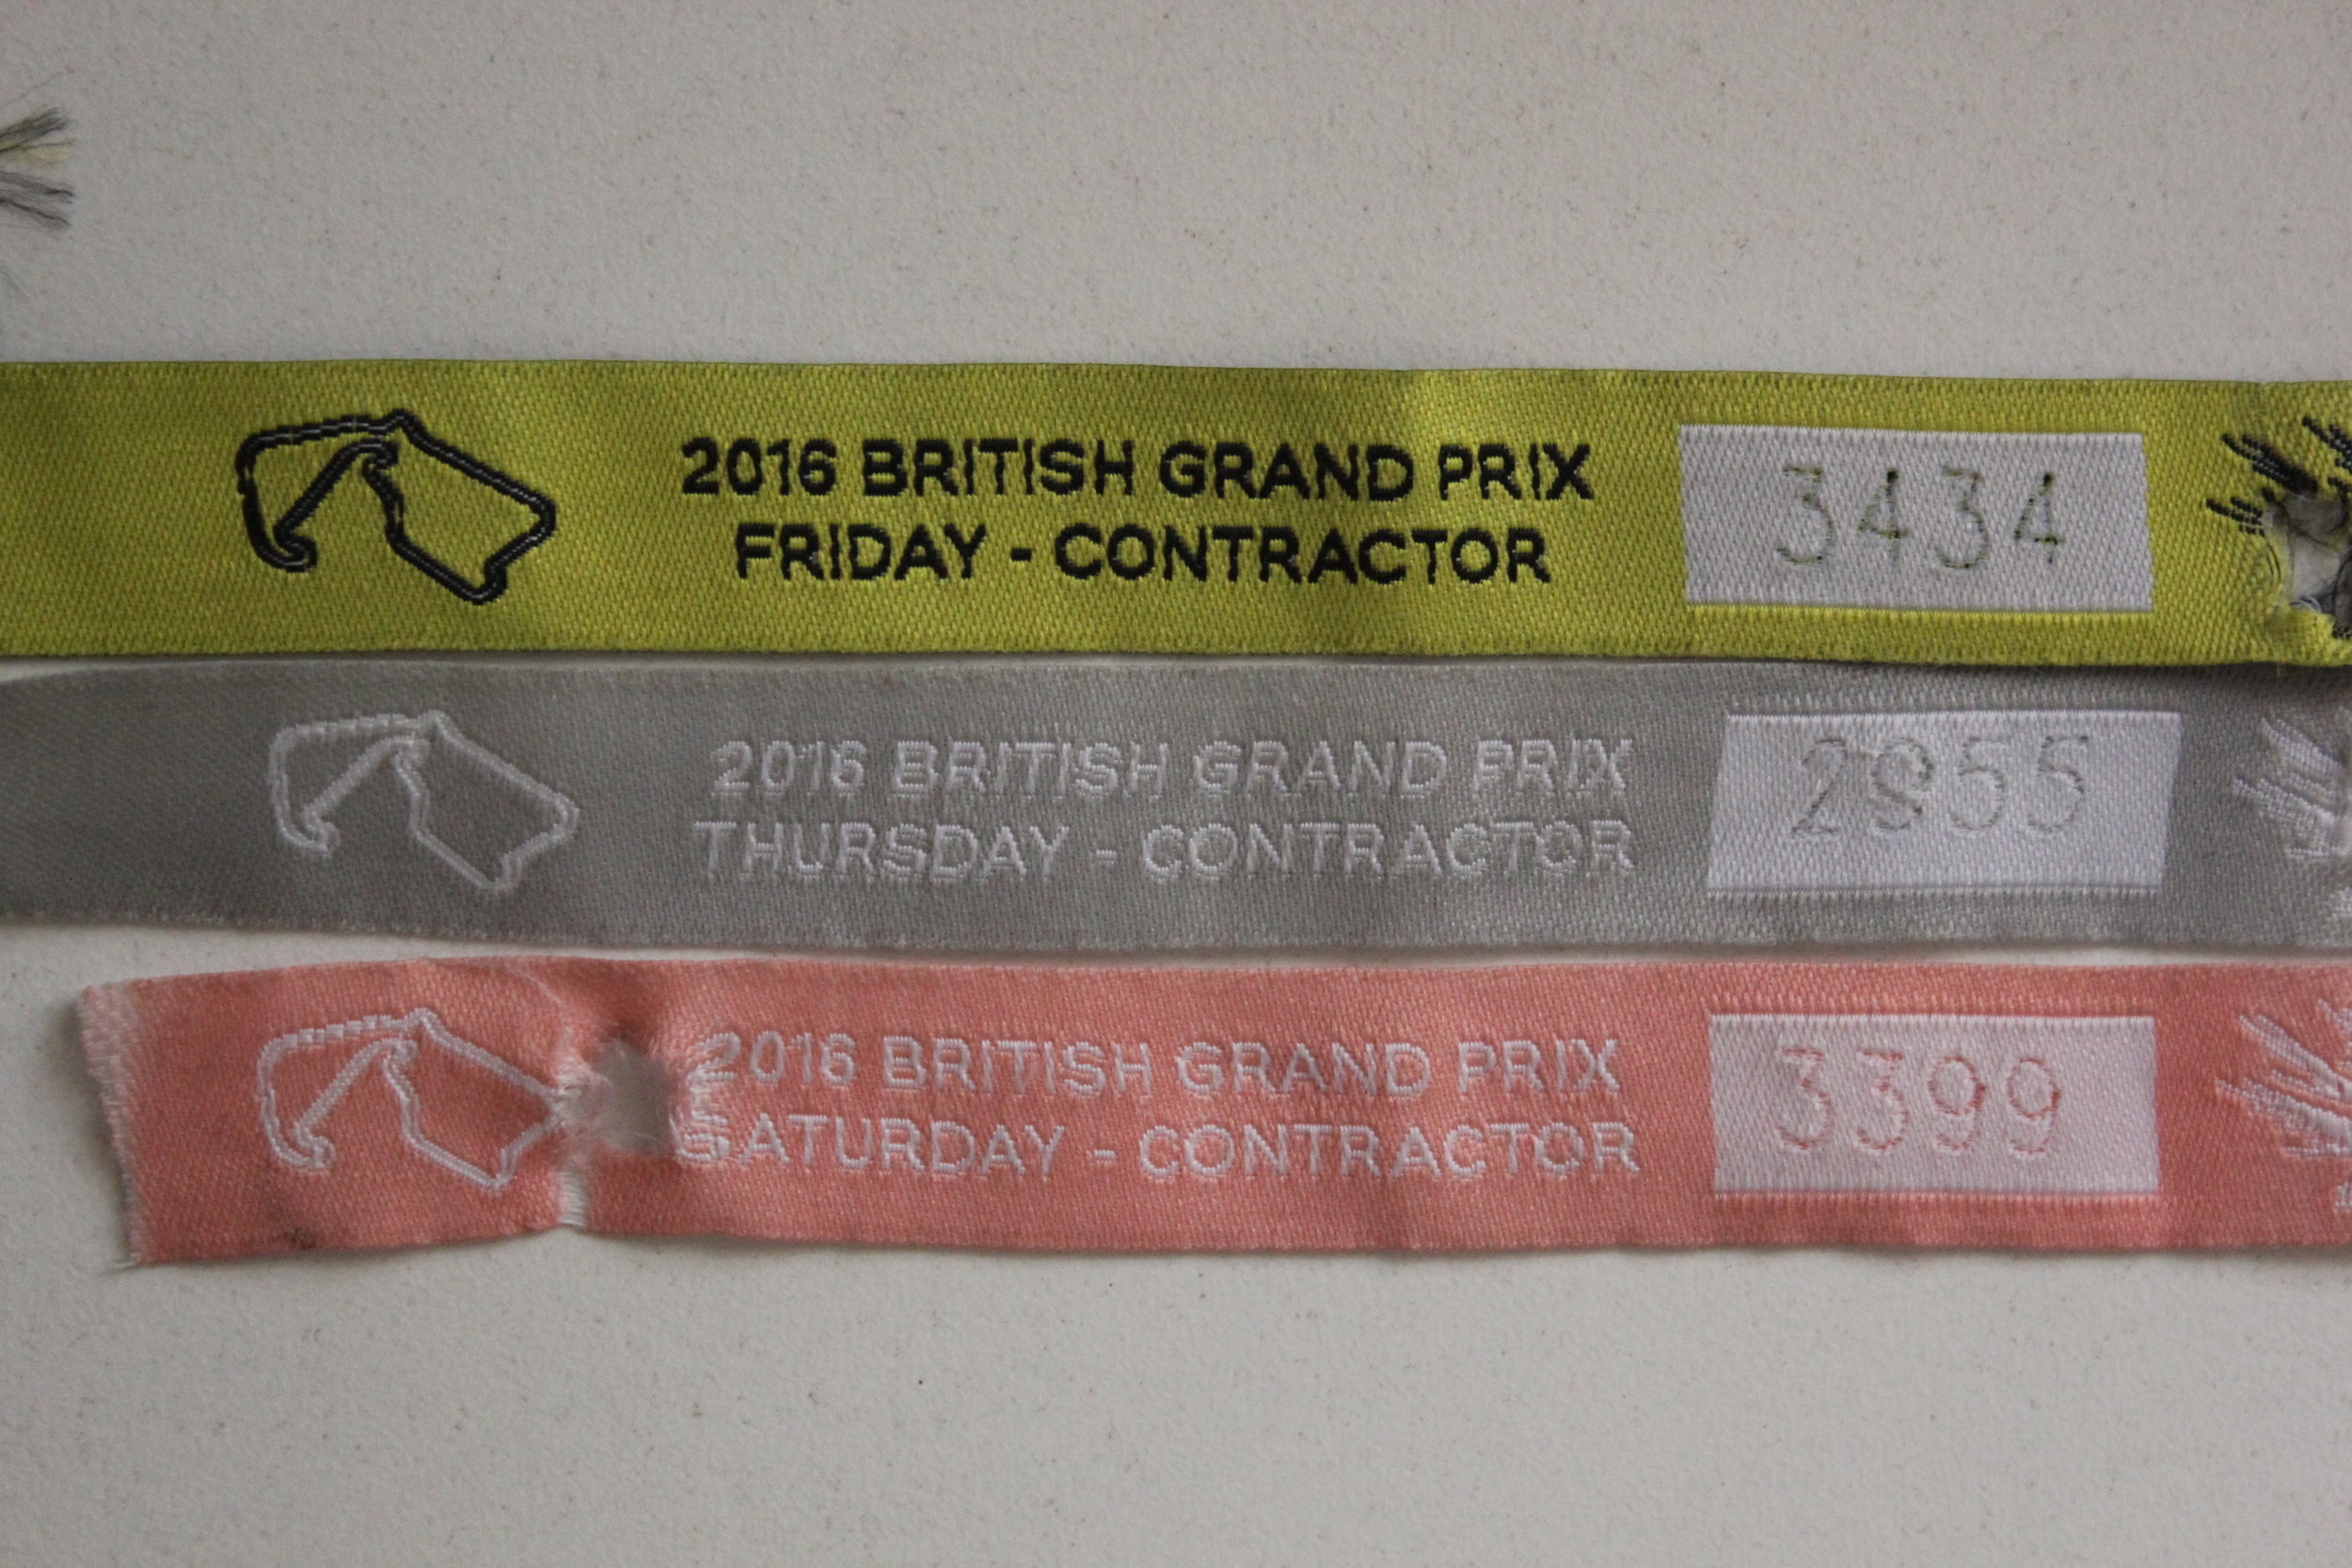 2016 BRITISH GRAND PRIX
FRIDAY - CONTRACTOR
3434
2016 BRITISH GRAND PRIX
THURSDAY - CONTRACTOR
2016 BRITISH GRAND PRIX
SATURDAY - CONTRACTOR
3399